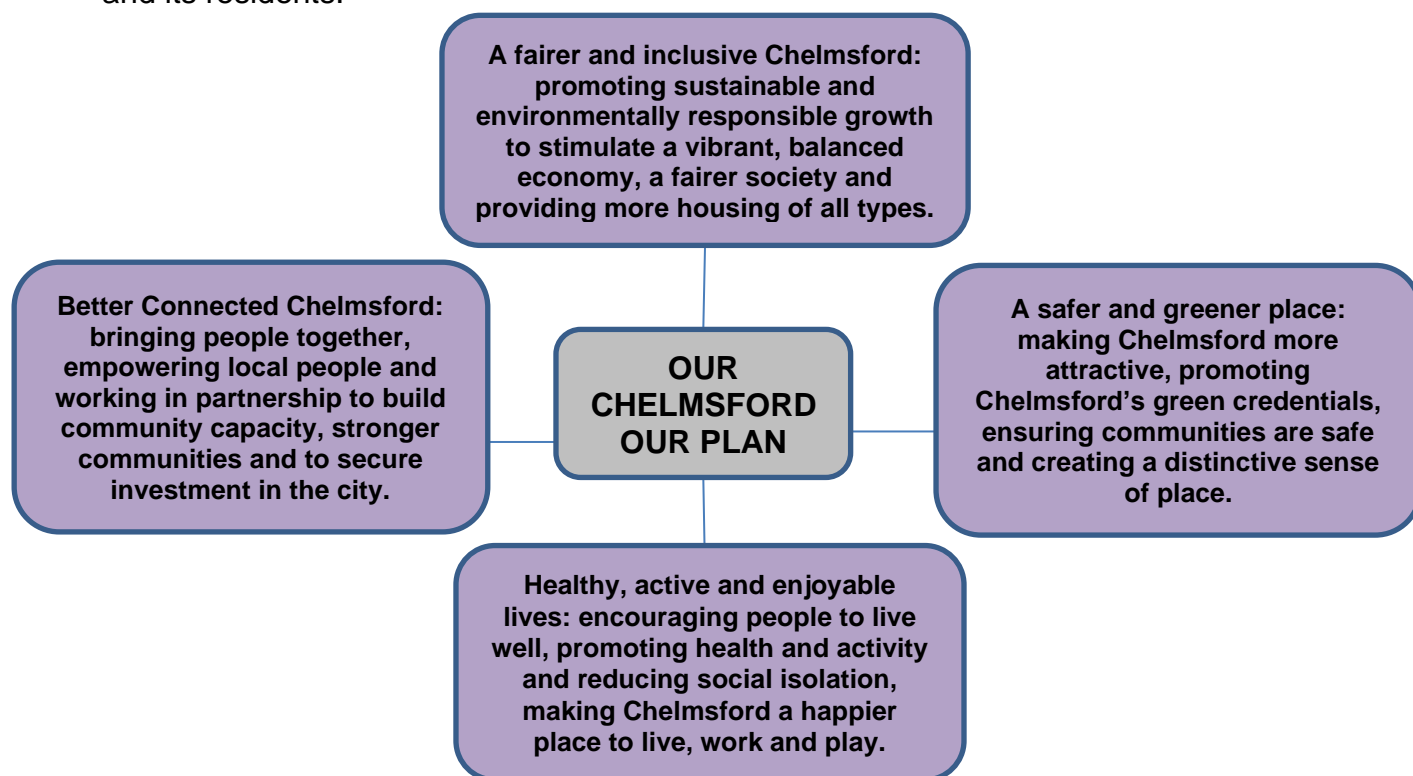 and its residents.
A fairer and inclusive Chelmsford:
promoting sustainable and
environmentally responsible growth
to stimulate a vibrant, balanced
economy, a fairer society and
providing more housing of all types.
Better Connected Chelmsford:
bringing people together,
empowering local people and
working in partnership to build
community capacity, stronger
communities and to secure
investment in the city.
OUR
CHELMSFORD
OUR PLAN
A safer and greener place:
making Chelmsford more
attractive, promoting
Chelmsford’s green credentials,
ensuring communities are safe
and creating a distinctive sense
of place.
Healthy, active and enjoyable
lives: encouraging people to live
well, promoting health and activity
and reducing social isolation,
making Chelmsford a happier
place to live, work and play.